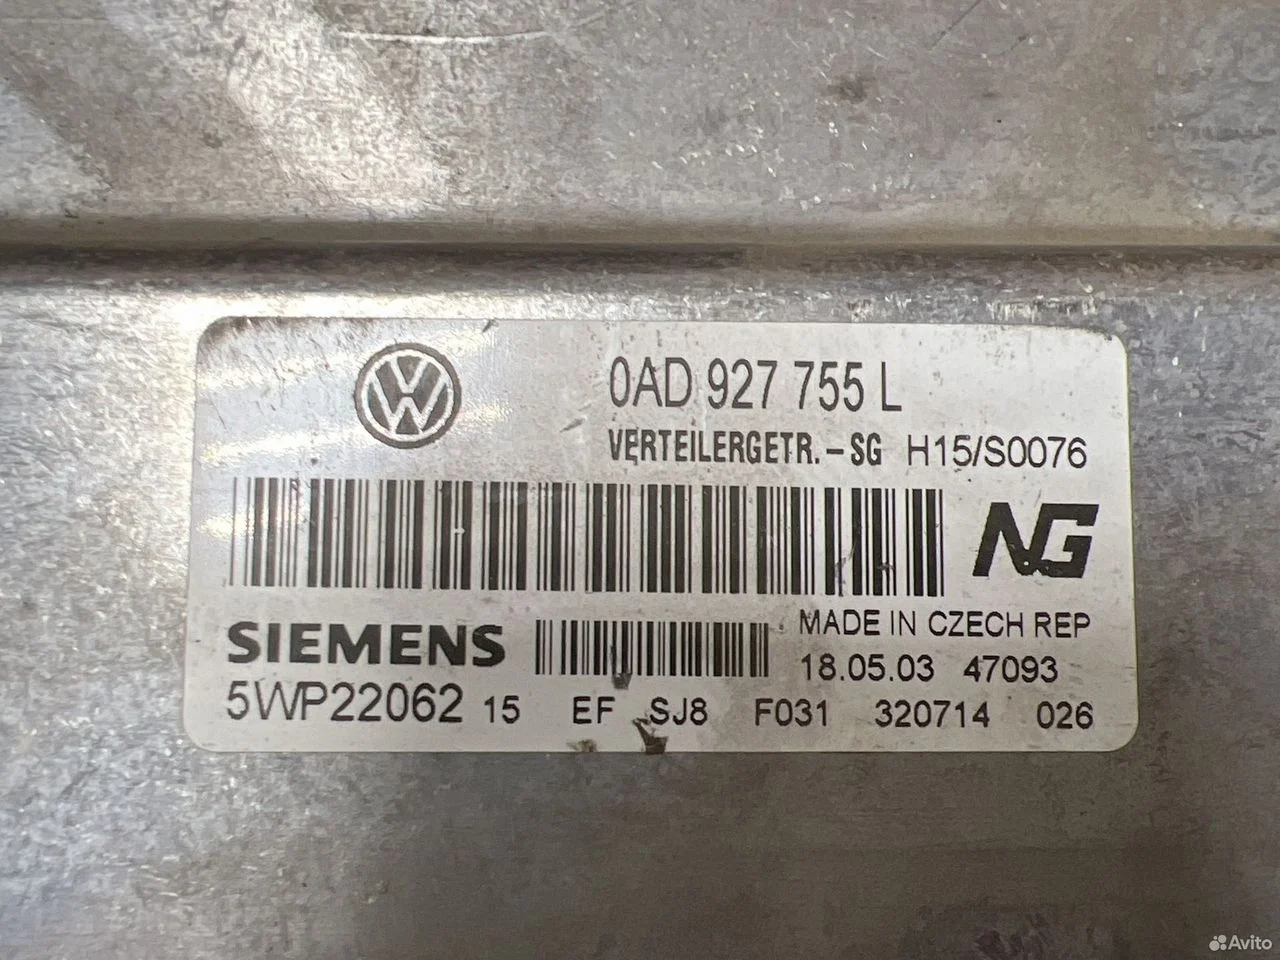 0AD 927 755 L
VERTEILERGETR.-SG H15/S0076
NG
MADE IN CZECH REP
SIEMENS
18.05.03 47093
5WP22062 15 EF SJ8 F031 320714 026
Avito